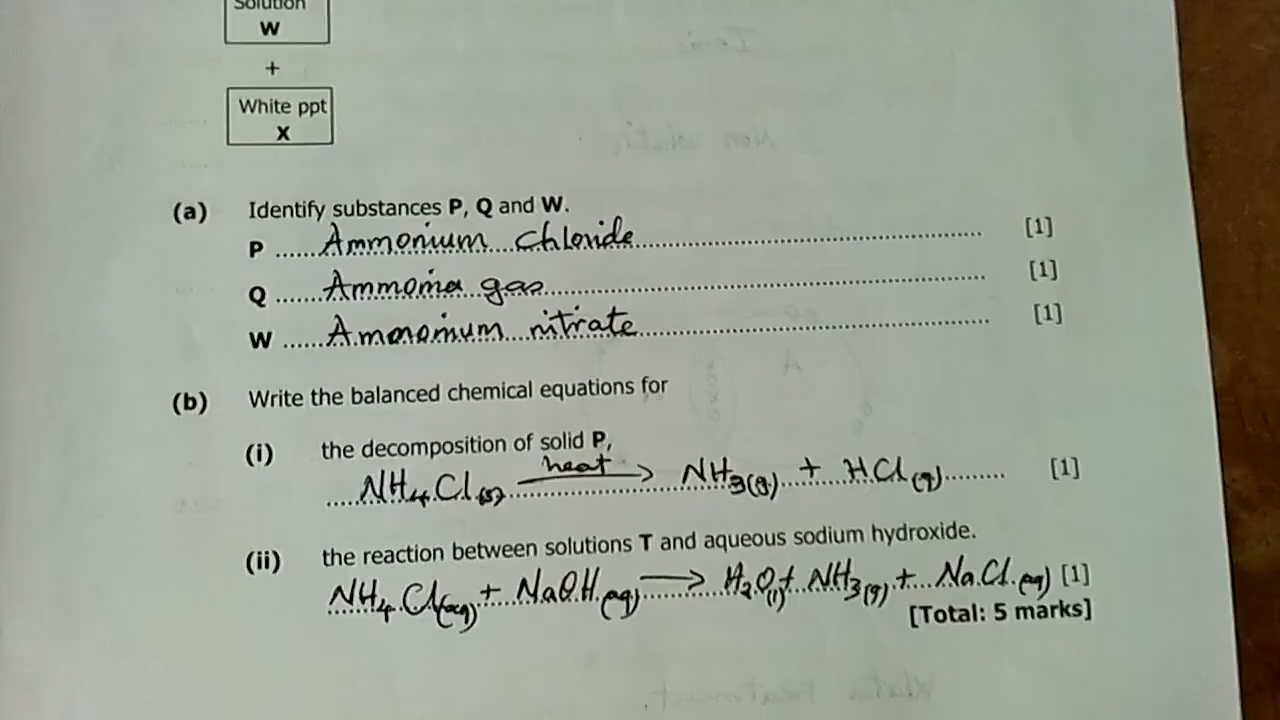 Solution
W
+
White ppt
X
(a) Identify substances P, Q and W.
P ...... Ammonium chloride ...... [1]
Q ...... Ammonia gas ...... [1]
W ...... Ammonium nitrate ...... [1]
(b) Write the balanced chemical equations for
(i) the decomposition of solid P,
NH₄Cl(s) —heat→ NH₃(g) + HCl(g) ...... [1]
(ii) the reaction between solutions T and aqueous sodium hydroxide.
NH₄Cl(aq) + NaOH(aq) → H₂O(l) + NH₃(g) + NaCl(aq) [1]
[Total: 5 marks]